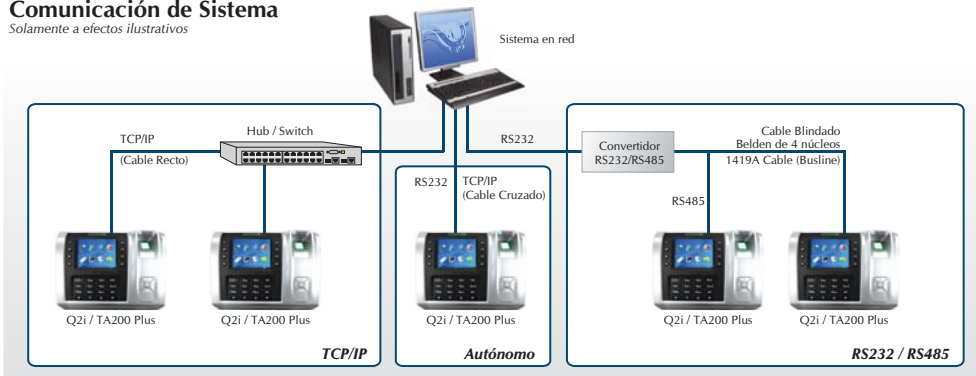 Comunicación de Sistema
Solamente a efectos ilustrativos
Sistema en red
TCP/IP
(Cable Recto)
Hub / Switch
Q2i / TA200 Plus
Q2i / TA200 Plus
TCP/IP
RS232
TCP/IP
(Cable Cruzado)
Q2i / TA200 Plus
Autónomo
RS232
Convertidor
RS232/RS485
Cable Blindado
Belden de 4 núcleos
1419A Cable (Busline)
RS485
Q2i / TA200 Plus
Q2i / TA200 Plus
RS232 / RS485